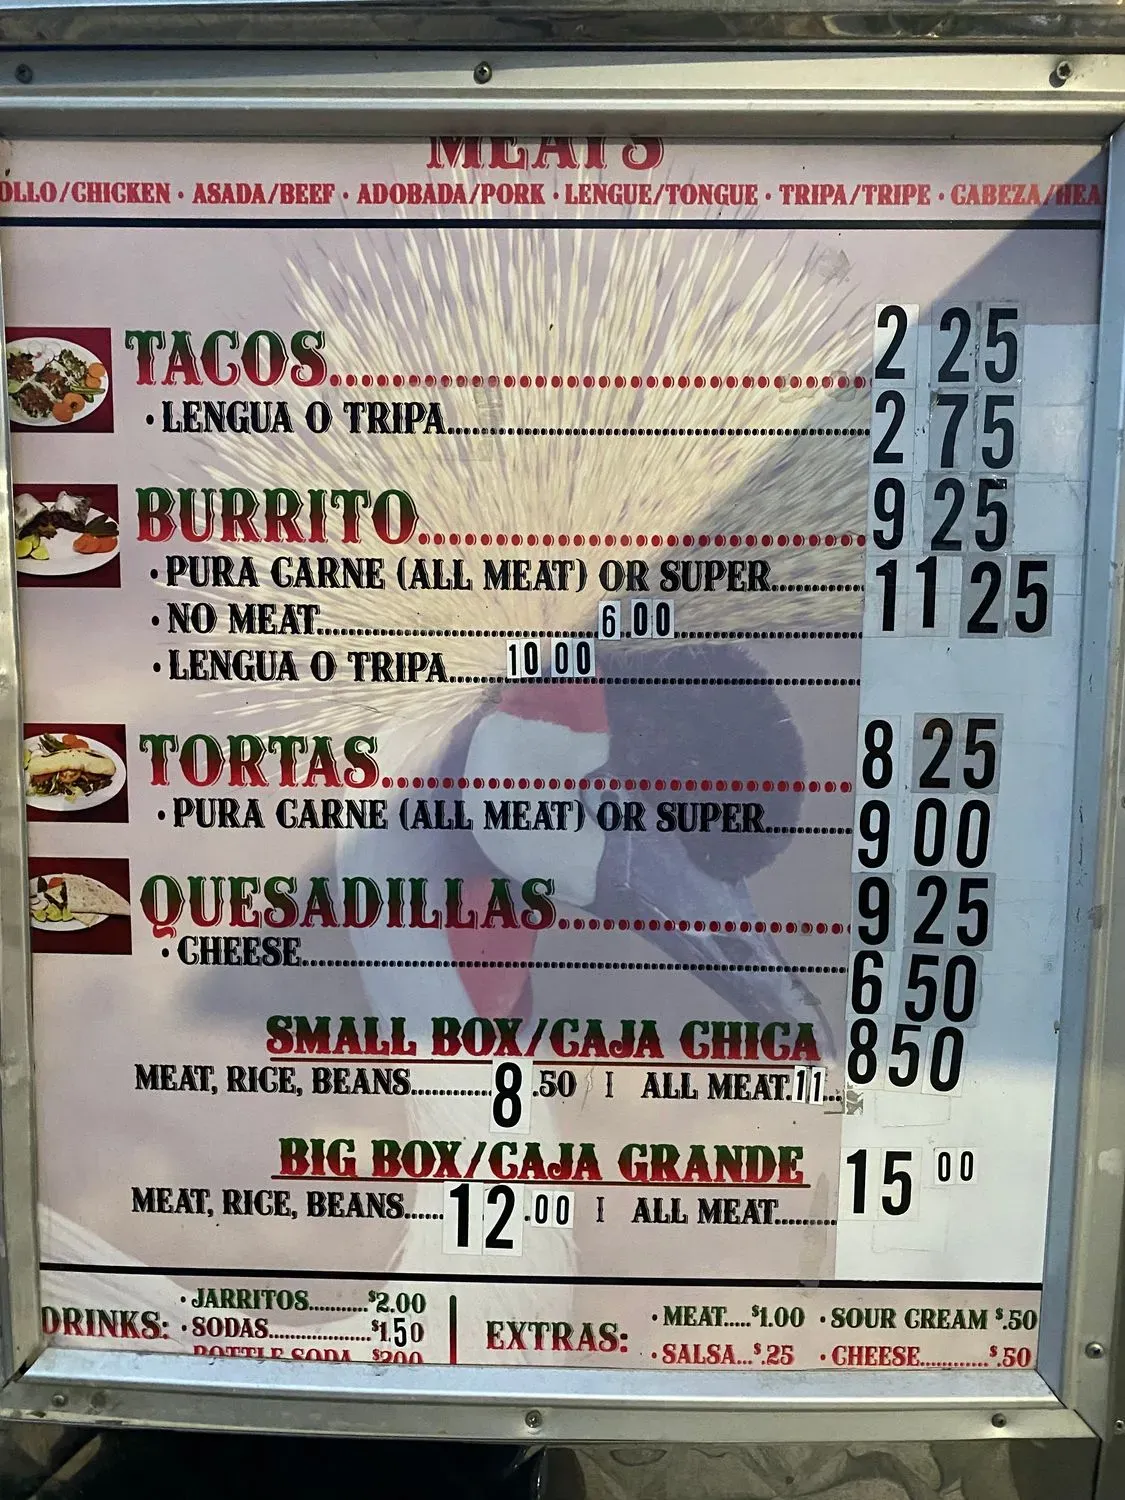 MEATS
OLLO/CHICKEN · ASADA/BEEF · ADOBADA/PORK · LENGUE/TONGUE · TRIPA/TRIPE · CABEZA/HEA
TACOS 2 25
· LENGUA O TRIPA 2 75
BURRITO 9 25
· PURA CARNE (ALL MEAT) OR SUPER 11 25
· NO MEAT 6.00
· LENGUA O TRIPA 10 00
TORTAS 8 25
· PURA CARNE (ALL MEAT) OR SUPER 9 00
QUESADILLAS 9 25
· CHEESE 6 50
SMALL BOX/CAJA CHICA 8 50
MEAT, RICE, BEANS 8.50 | ALL MEAT 11
BIG BOX/CAJA GRANDE
MEAT, RICE, BEANS 12.00 | ALL MEAT 15 00
DRINKS:
· JARRITOS $2.00
· SODAS $1.50
BOTTLE SODA $200
EXTRAS:
· MEAT $1.00 · SOUR CREAM $.50
· SALSA $.25 · CHEESE $.50